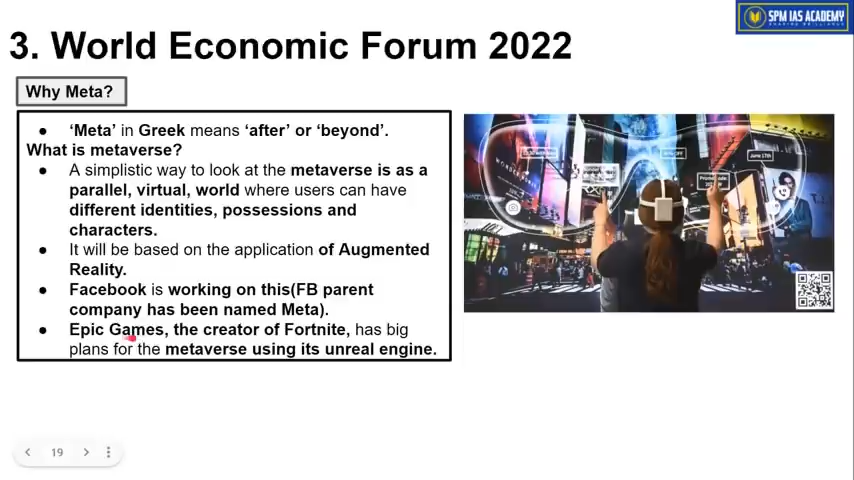 SPM IAS ACADEMY
SHARING BRILLIANCE
3. World Economic Forum 2022
Why Meta?
● ‘Meta’ in Greek means ‘after’ or ‘beyond’.
What is metaverse?
● A simplistic way to look at the metaverse is as a
parallel, virtual, world where users can have
different identities, possessions and
characters.
● It will be based on the application of Augmented
Reality.
● Facebook is working on this(FB parent
company has been named Meta).
● Epic Games, the creator of Fortnite, has big
plans for the metaverse using its unreal engine.
June 17th
19